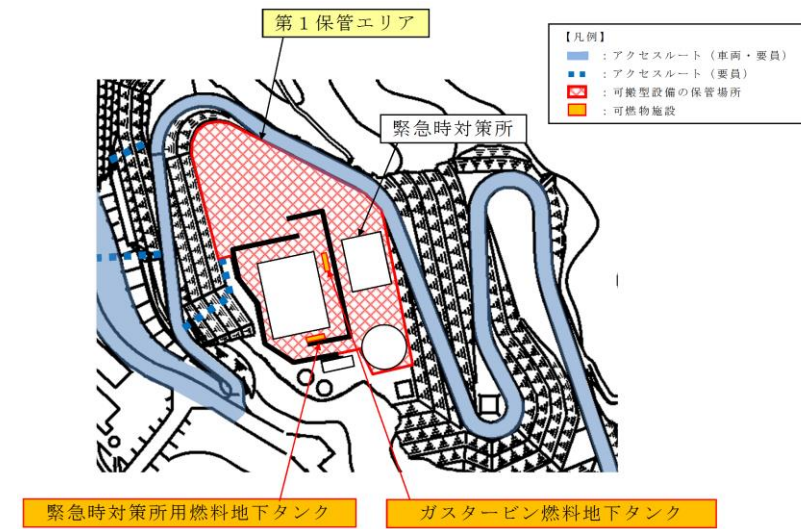 第１保管エリア
【凡例】
：アクセスルート（車両・要員）
：アクセスルート（要員）
：可搬型設備の保管場所
：可燃物施設
緊急時対策所
緊急時対策所用燃料地下タンク
ガスタービン燃料地下タンク